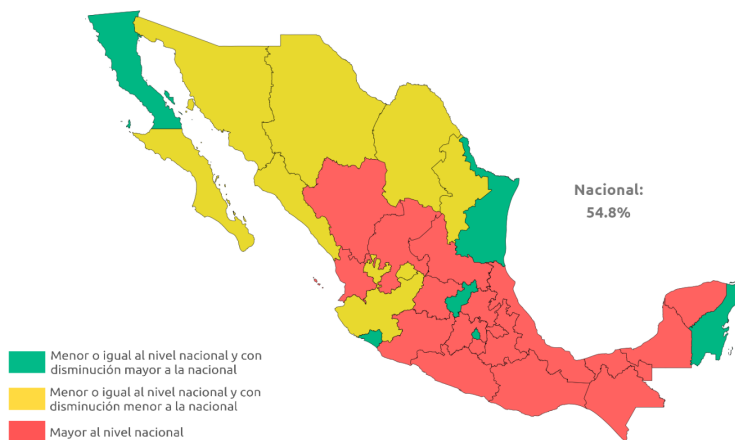 Nacional:
54.8%
Menor o igual al nivel nacional y con
disminución mayor a la nacional
Menor o igual al nivel nacional y con
disminución menor a la nacional
Mayor al nivel nacional